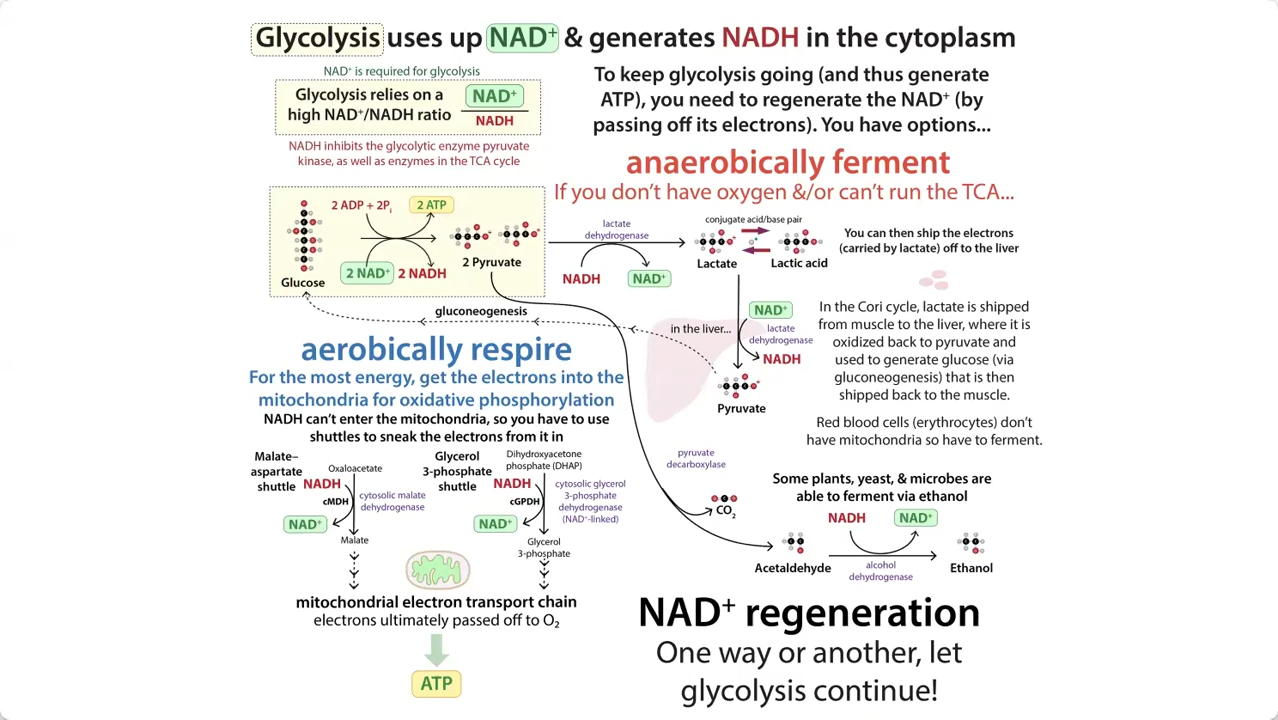 Glycolysis uses up NAD⁺ & generates NADH in the cytoplasm
NAD⁺ is required for glycolysis
Glycolysis relies on a
high NAD⁺/NADH ratio
NAD⁺
NADH
NADH inhibits the glycolytic enzyme pyruvate
kinase, as well as enzymes in the TCA cycle
To keep glycolysis going (and thus generate
ATP), you need to regenerate the NAD⁺ (by
passing off its electrons). You have options...
anaerobically ferment
If you don't have oxygen &/or can't run the TCA...
2 ADP + 2Pᵢ
2 ATP
Glucose
2 NAD⁺
2 NADH
2 Pyruvate
lactate
dehydrogenase
NADH
NAD⁺
conjugate acid/base pair
Lactate
Lactic acid
You can then ship the electrons
(carried by lactate) off to the liver
gluconeogenesis
in the liver...
NAD⁺
lactate
dehydrogenase
NADH
Pyruvate
In the Cori cycle, lactate is shipped
from muscle to the liver, where it is
oxidized back to pyruvate and
used to generate glucose (via
gluconeogenesis) that is then
shipped back to the muscle.
Red blood cells (erythrocytes) don't
have mitochondria so have to ferment.
aerobically respire
For the most energy, get the electrons into the
mitochondria for oxidative phosphorylation
NADH can't enter the mitochondria, so you have to use
shuttles to sneak the electrons from it in
Malate–
aspartate
shuttle
Oxaloacetate
NADH
cMDH
cytosolic malate
dehydrogenase
NAD⁺
Malate
Glycerol
3-phosphate
shuttle
Dihydroxyacetone
phosphate (DHAP)
NADH
cGPDH
cytosolic glycerol
3-phosphate
dehydrogenase
(NAD⁺-linked)
NAD⁺
Glycerol
3-phosphate
mitochondrial electron transport chain
electrons ultimately passed off to O₂
ATP
pyruvate
decarboxylase
CO₂
Some plants, yeast, & microbes are
able to ferment via ethanol
NADH
NAD⁺
Acetaldehyde
alcohol
dehydrogenase
Ethanol
NAD⁺ regeneration
One way or another, let
glycolysis continue!